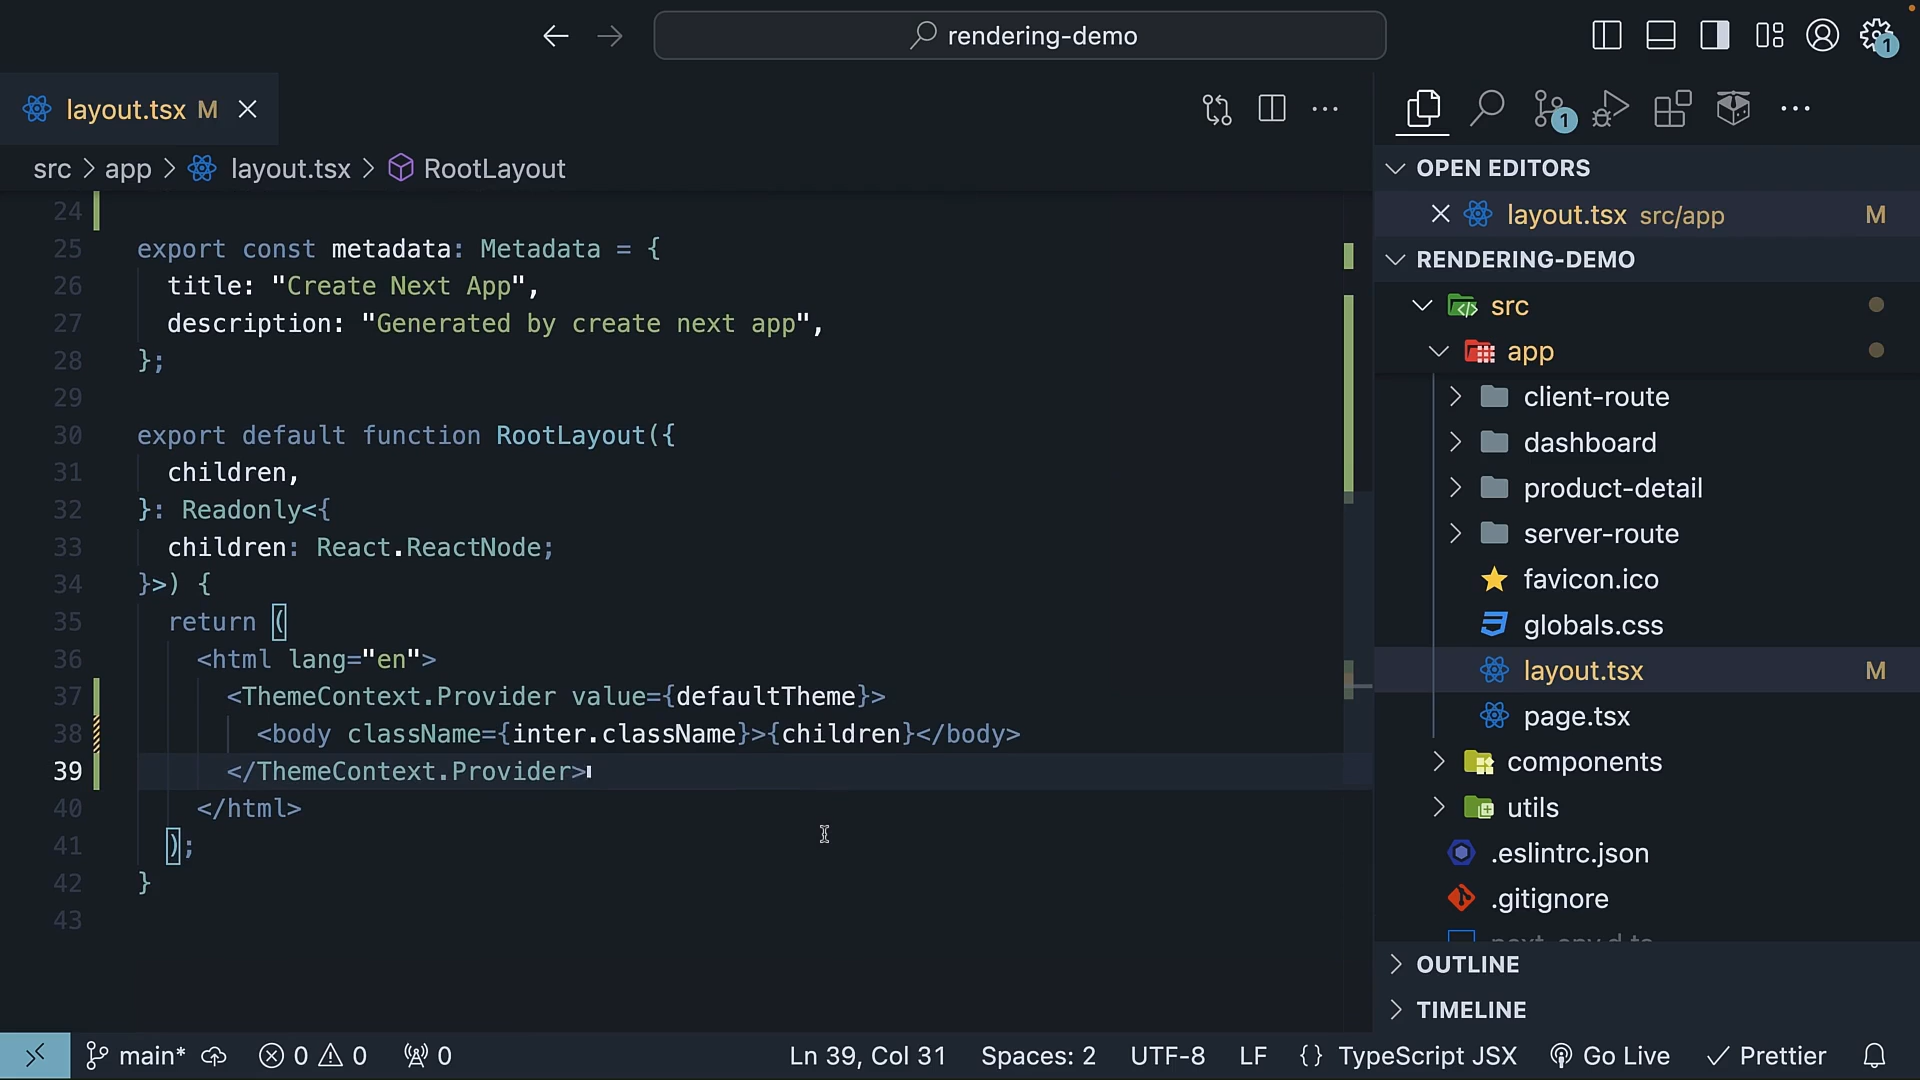 rendering-demo
1
layout.tsx M
src > app > layout.tsx > RootLayout
24
25 export const metadata: Metadata = {
26 title: "Create Next App",
27 description: "Generated by create next app",
28 };
29
30 export default function RootLayout({
31 children,
32 }: Readonly<{
33 children: React.ReactNode;
34 }>) {
35 return (
36 <html lang="en">
37 <ThemeContext.Provider value={defaultTheme}>
38 <body className={inter.className}>{children}</body>
39 </ThemeContext.Provider>
40 </html>
41 );
42 }
43
1
OPEN EDITORS
layout.tsx src/app M
RENDERING-DEMO
src
app
client-route
dashboard
product-detail
server-route
favicon.ico
globals.css
layout.tsx M
page.tsx
components
utils
.eslintrc.json
.gitignore
OUTLINE
TIMELINE
main* 0 0 0 Ln 39, Col 31 Spaces: 2 UTF-8 LF {} TypeScript JSX Go Live Prettier